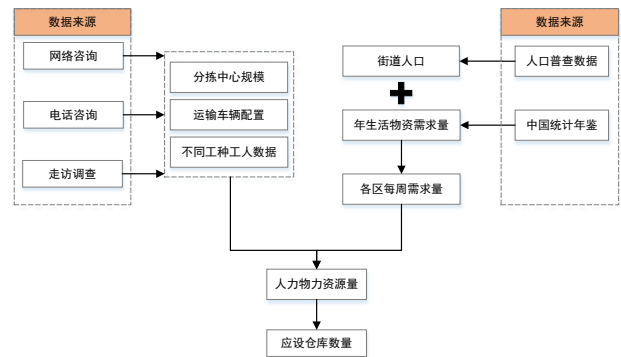 数据来源
网络咨询
电话咨询
走访调查
分拣中心规模
运输车辆配置
不同工种工人数据
数据来源
人口普查数据
中国统计年鉴
街道人口
年生活物资需求量
各区每周需求量
人力物力资源量
应设仓库数量